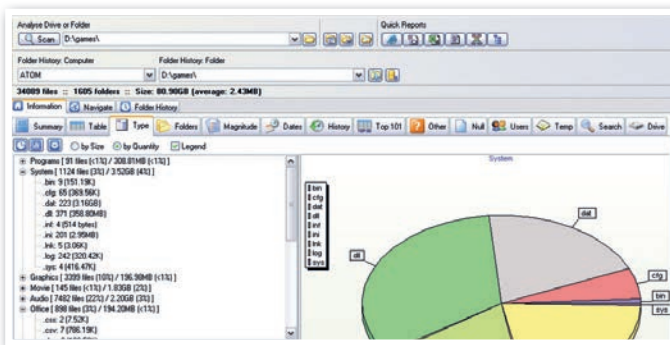 Analyse Drive or Folder
Quick Reports
Scan D:\games\
Folder History: Computer Folder History: Folder
ATOM D:\games\
34089 files :: 1605 folders :: Size: 80.90GB (average: 2.43MB)
Information Navigate Folder History
Summary Table Type Folders Magnitude Dates History Top 101 Other Null Users Temp Search Drive
by Size by Quantity Legend
Programs [ 91 files (<1%) / 308.81MB (<1%) ]
System [ 1124 files (3%) / 3.52GB (4%) ]
.bin: 9 (151.19K)
.cfg: 65 (369.56K)
.dat: 223 (3.16GB)
.dll: 371 (358.80MB)
.inf: 4 (514 bytes)
.ini: 201 (2.95MB)
.lnk: 5 (3.06K)
.log: 242 (320.42K)
.sys: 4 (416.47K)
Graphics [ 3399 files (10%) / 196.90MB (<1%) ]
Movie [ 145 files (<1%) / 1.83GB (2%) ]
Audio [ 7482 files (22%) / 2.20GB (3%) ]
Office [ 898 files (3%) / 194.20MB (<1%) ]
.css: 2 (7.52K)
.csv: 7 (706.19K)
System
bin
cfg
dat
dll
inf
ini
lnk
log
sys
dat
dll
cfg
bin
sys